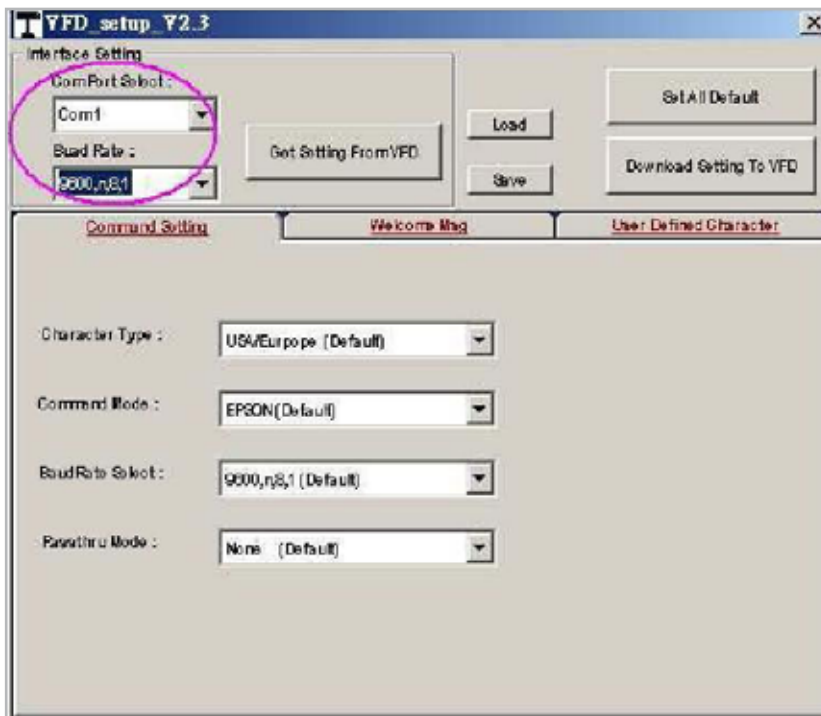 VFD_setup_V2.3
Interface Setting
ComPort Select :
Com1
Buad Rate :
9600,n,8,1
Get Setting From VFD
Load
Save
Set All Default
Download Setting To VFD
Command Setting
Welcome Msg
User Defined Character
Character Type :
USA/Eurpope (Default)
Command Mode :
EPSON(Default)
BaudRate Select :
9600,n,8,1 (Default)
Passthru Mode :
None (Default)